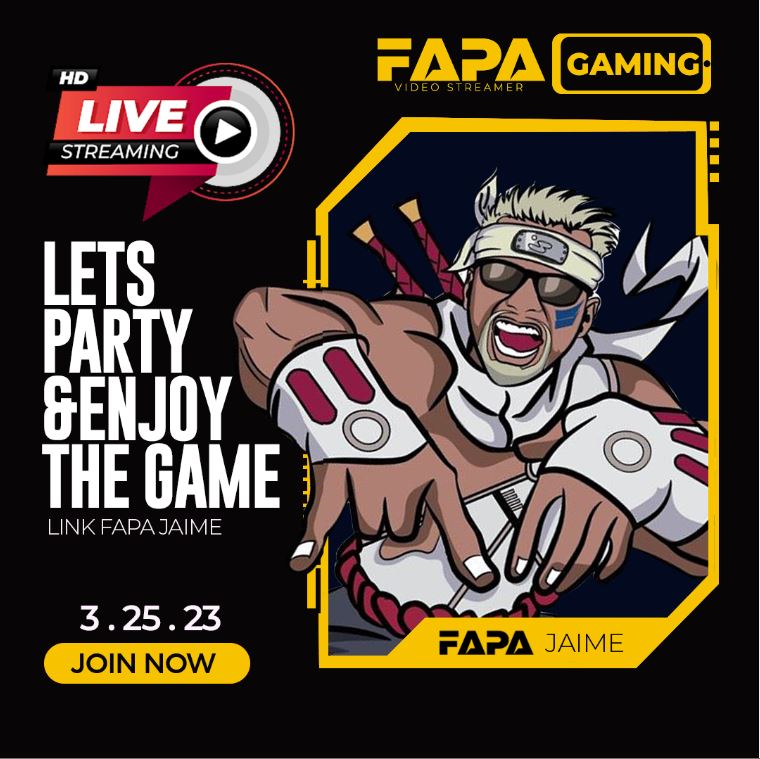 FAPA GAMING
VIDEO STREAMER
HD
LIVE
STREAMING
LETS
PARTY
&ENJOY
THE GAME
LINK FAPA JAIME
3.25.23
JOIN NOW
FAPA JAIME